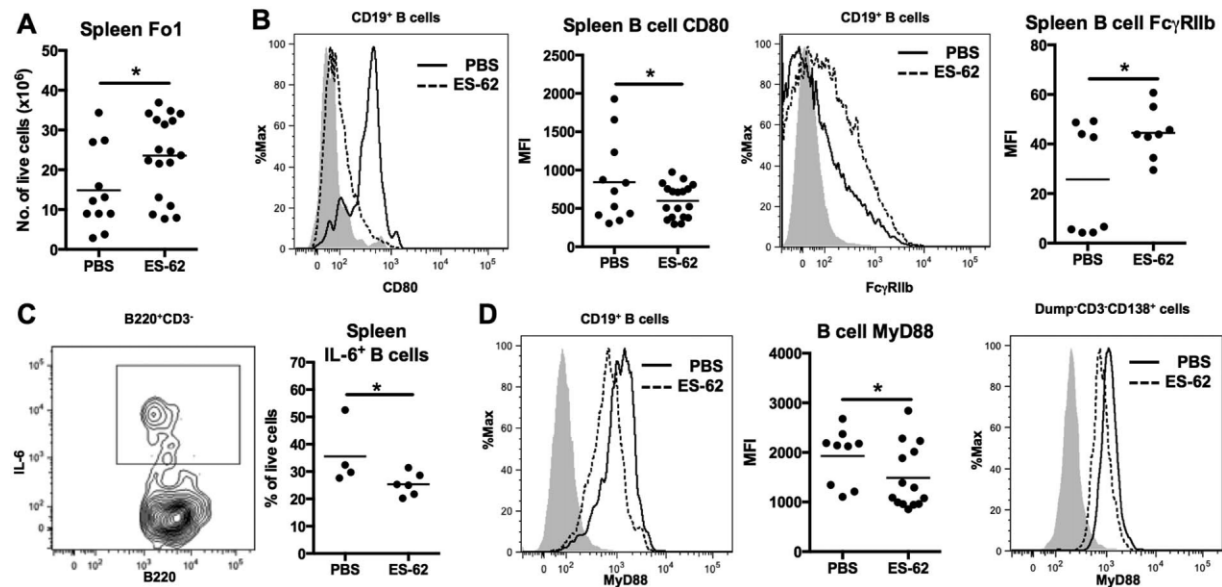 A
Spleen Fo1
No. of live cells (x10⁶)
50
40
30
20
10
0
*
PBS
ES-62
B
CD19⁺ B cells
%Max
100
80
60
40
20
0
PBS
ES-62
0
10²
10³
10⁴
10⁵
CD80
Spleen B cell CD80
MFI
2500
2000
1500
1000
500
0
*
PBS
ES-62
CD19⁺ B cells
%Max
100
80
60
40
20
0
PBS
ES-62
0
10²
10³
10⁴
10⁵
FcγRIIb
Spleen B cell FcγRIIb
MFI
80
60
40
20
0
*
PBS
ES-62
C
B220⁺CD3⁻
IL-6
10⁵
10⁴
10³
10²
0
0
10²
10³
10⁴
10⁵
B220
Spleen
IL-6⁺ B cells
% of live cells
70
60
50
40
30
20
10
0
*
PBS
ES-62
D
CD19⁺ B cells
%Max
100
80
60
40
20
0
PBS
ES-62
0
10²
10³
10⁴
10⁵
MyD88
B cell MyD88
MFI
4000
3000
2000
1000
0
*
PBS
ES-62
Dump⁻CD3⁻CD138⁺ cells
%Max
100
80
60
40
20
0
PBS
ES-62
0
10²
10³
10⁴
10⁵
MyD88